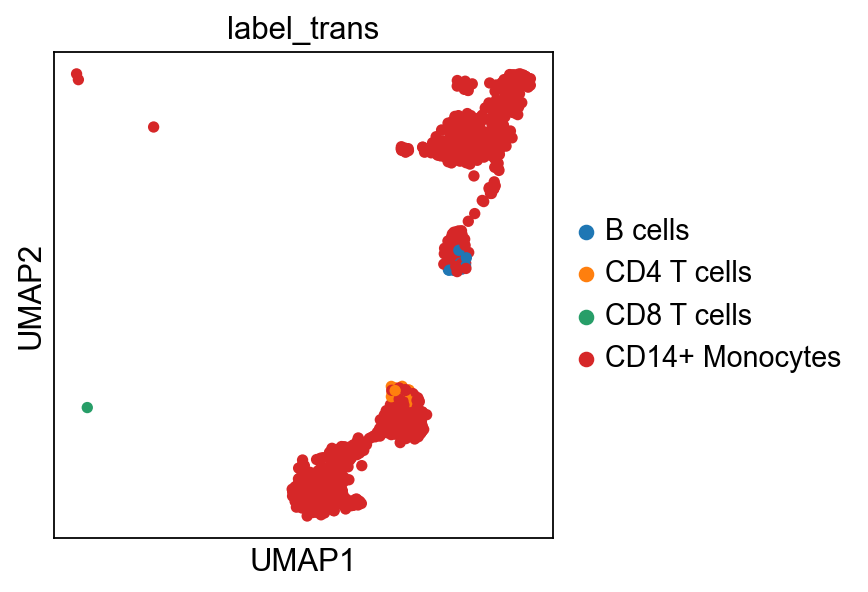 label_trans
UMAP2
UMAP1
B cells
CD4 T cells
CD8 T cells
CD14+ Monocytes